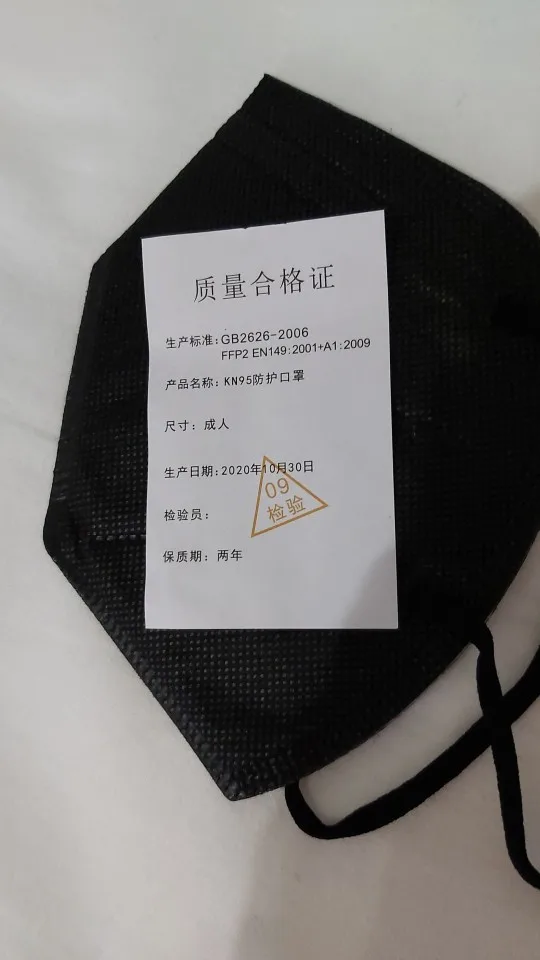 质量合格证
生产标准:GB2626-2006
FFP2 EN149:2001+A1:2009
产品名称: KN95防护口罩
尺寸: 成人
生产日期:2020年10月30日
检验员:
09
检验
保质期: 两年